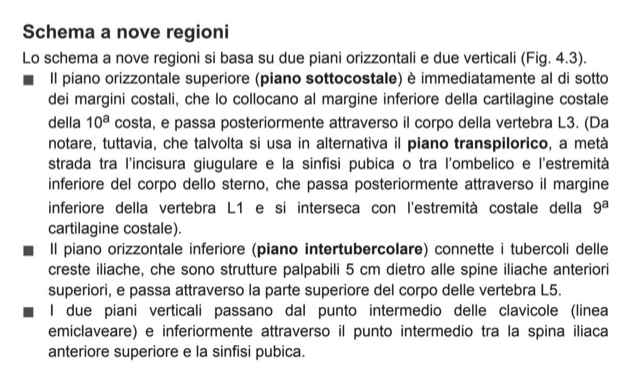 Schema a nove regioni
Lo schema a nove regioni si basa su due piani orizzontali e due verticali (Fig. 4.3).
■ Il piano orizzontale superiore (piano sottocostale) è immediatamente al di sotto
dei margini costali, che lo collocano al margine inferiore della cartilagine costale
della 10ª costa, e passa posteriormente attraverso il corpo della vertebra L3. (Da
notare, tuttavia, che talvolta si usa in alternativa il piano transpilorico, a metà
strada tra l'incisura giugulare e la sinfisi pubica o tra l'ombelico e l'estremità
inferiore del corpo dello sterno, che passa posteriormente attraverso il margine
inferiore della vertebra L1 e si interseca con l'estremità costale della 9ª
cartilagine costale).
■ Il piano orizzontale inferiore (piano intertubercolare) connette i tubercoli delle
creste iliache, che sono strutture palpabili 5 cm dietro alle spine iliache anteriori
superiori, e passa attraverso la parte superiore del corpo delle vertebra L5.
■ I due piani verticali passano dal punto intermedio delle clavicole (linea
emiclaveare) e inferiormente attraverso il punto intermedio tra la spina iliaca
anteriore superiore e la sinfisi pubica.